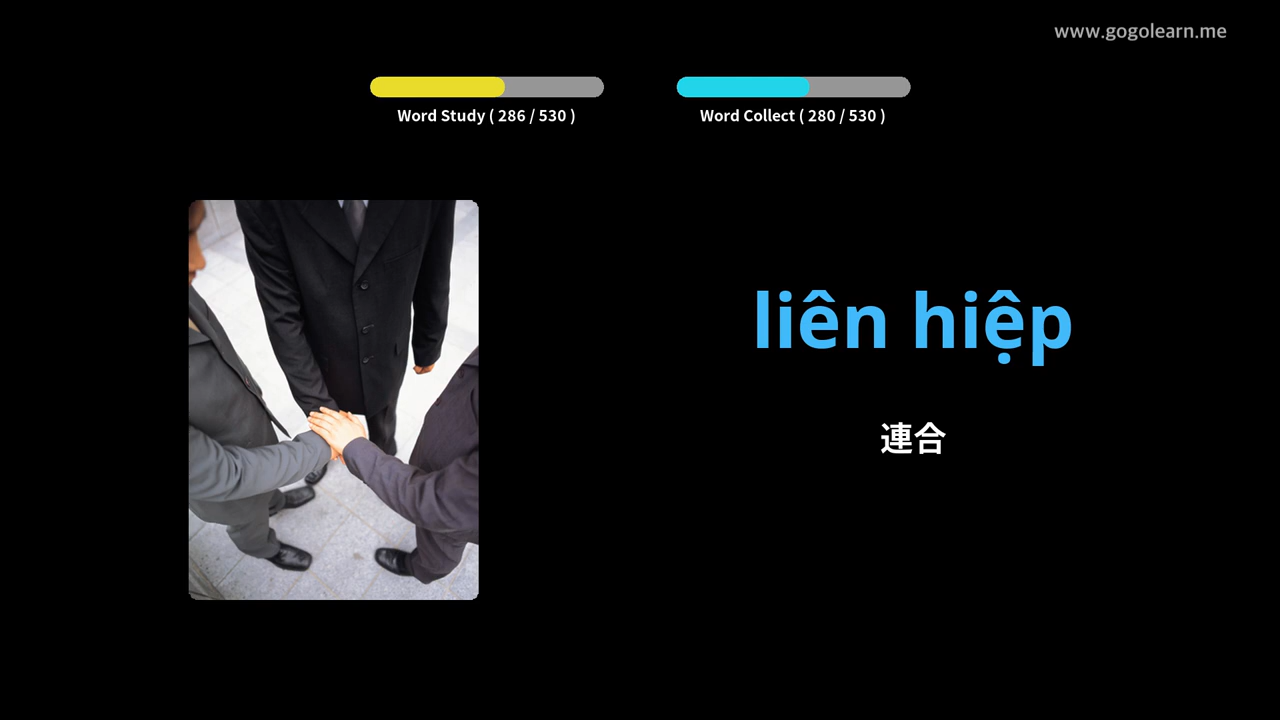 www.gogolearn.me
Word Study ( 286 / 530 )
Word Collect ( 280 / 530 )
liên hiệp
連合